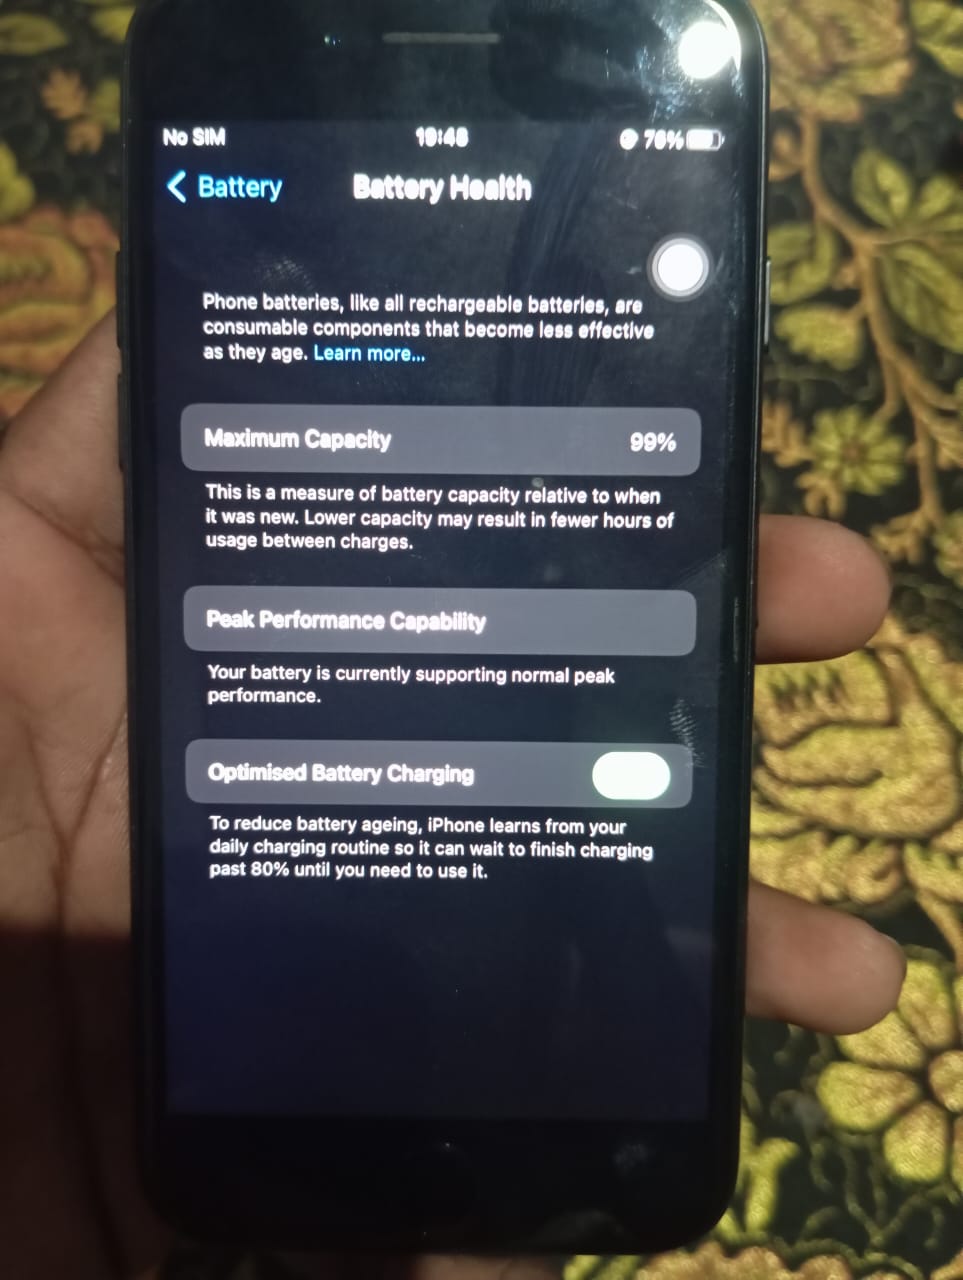 No SIM 19:48 76%
Battery Battery Health
Phone batteries, like all rechargeable batteries, are
consumable components that become less effective
as they age. Learn more...
Maximum Capacity 99%
This is a measure of battery capacity relative to when
it was new. Lower capacity may result in fewer hours of
usage between charges.
Peak Performance Capability
Your battery is currently supporting normal peak
performance.
Optimised Battery Charging
To reduce battery ageing, iPhone learns from your
daily charging routine so it can wait to finish charging
past 80% until you need to use it.